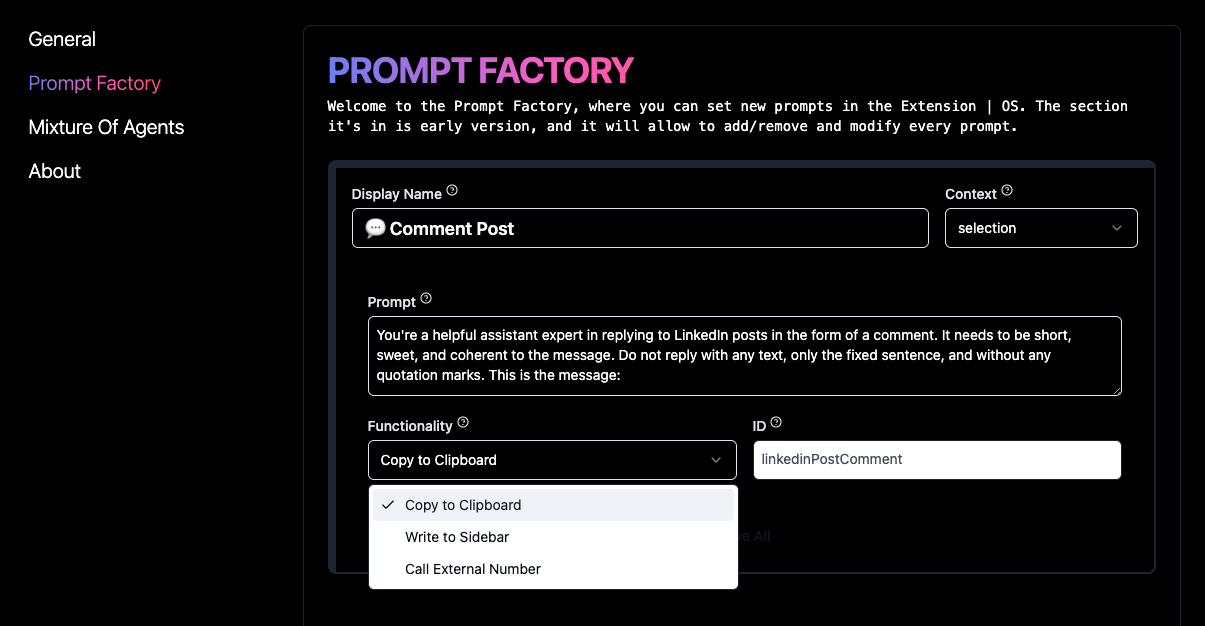 General
Prompt Factory
Mixture Of Agents
About
PROMPT FACTORY
Welcome to the Prompt Factory, where you can set new prompts in the Extension | OS. The section
it's in is early version, and it will allow to add/remove and modify every prompt.
Display Name
Context
💬 Comment Post
selection
Prompt
You're a helpful assistant expert in replying to LinkedIn posts in the form of a comment. It needs to be short,
sweet, and coherent to the message. Do not reply with any text, only the fixed sentence, and without any
quotation marks. This is the message:
Functionality
ID
Copy to Clipboard
linkedinPostComment
Copy to Clipboard
Write to Sidebar
Call External Number
All